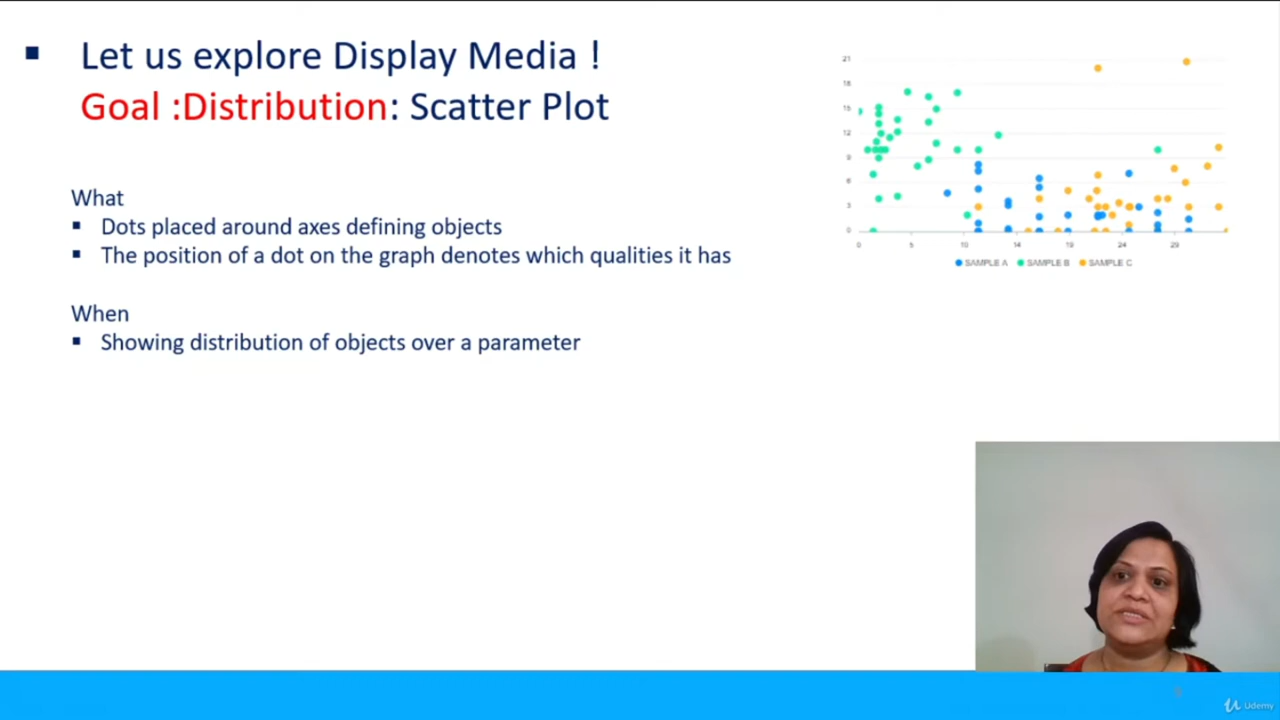 Let us explore Display Media !
Goal :Distribution: Scatter Plot
What
Dots placed around axes defining objects
The position of a dot on the graph denotes which qualities it has
When
Showing distribution of objects over a parameter
21
18
15
12
9
6
3
0
0 5 10 14 19 24 29
SAMPLE A SAMPLE B SAMPLE C
Udemy